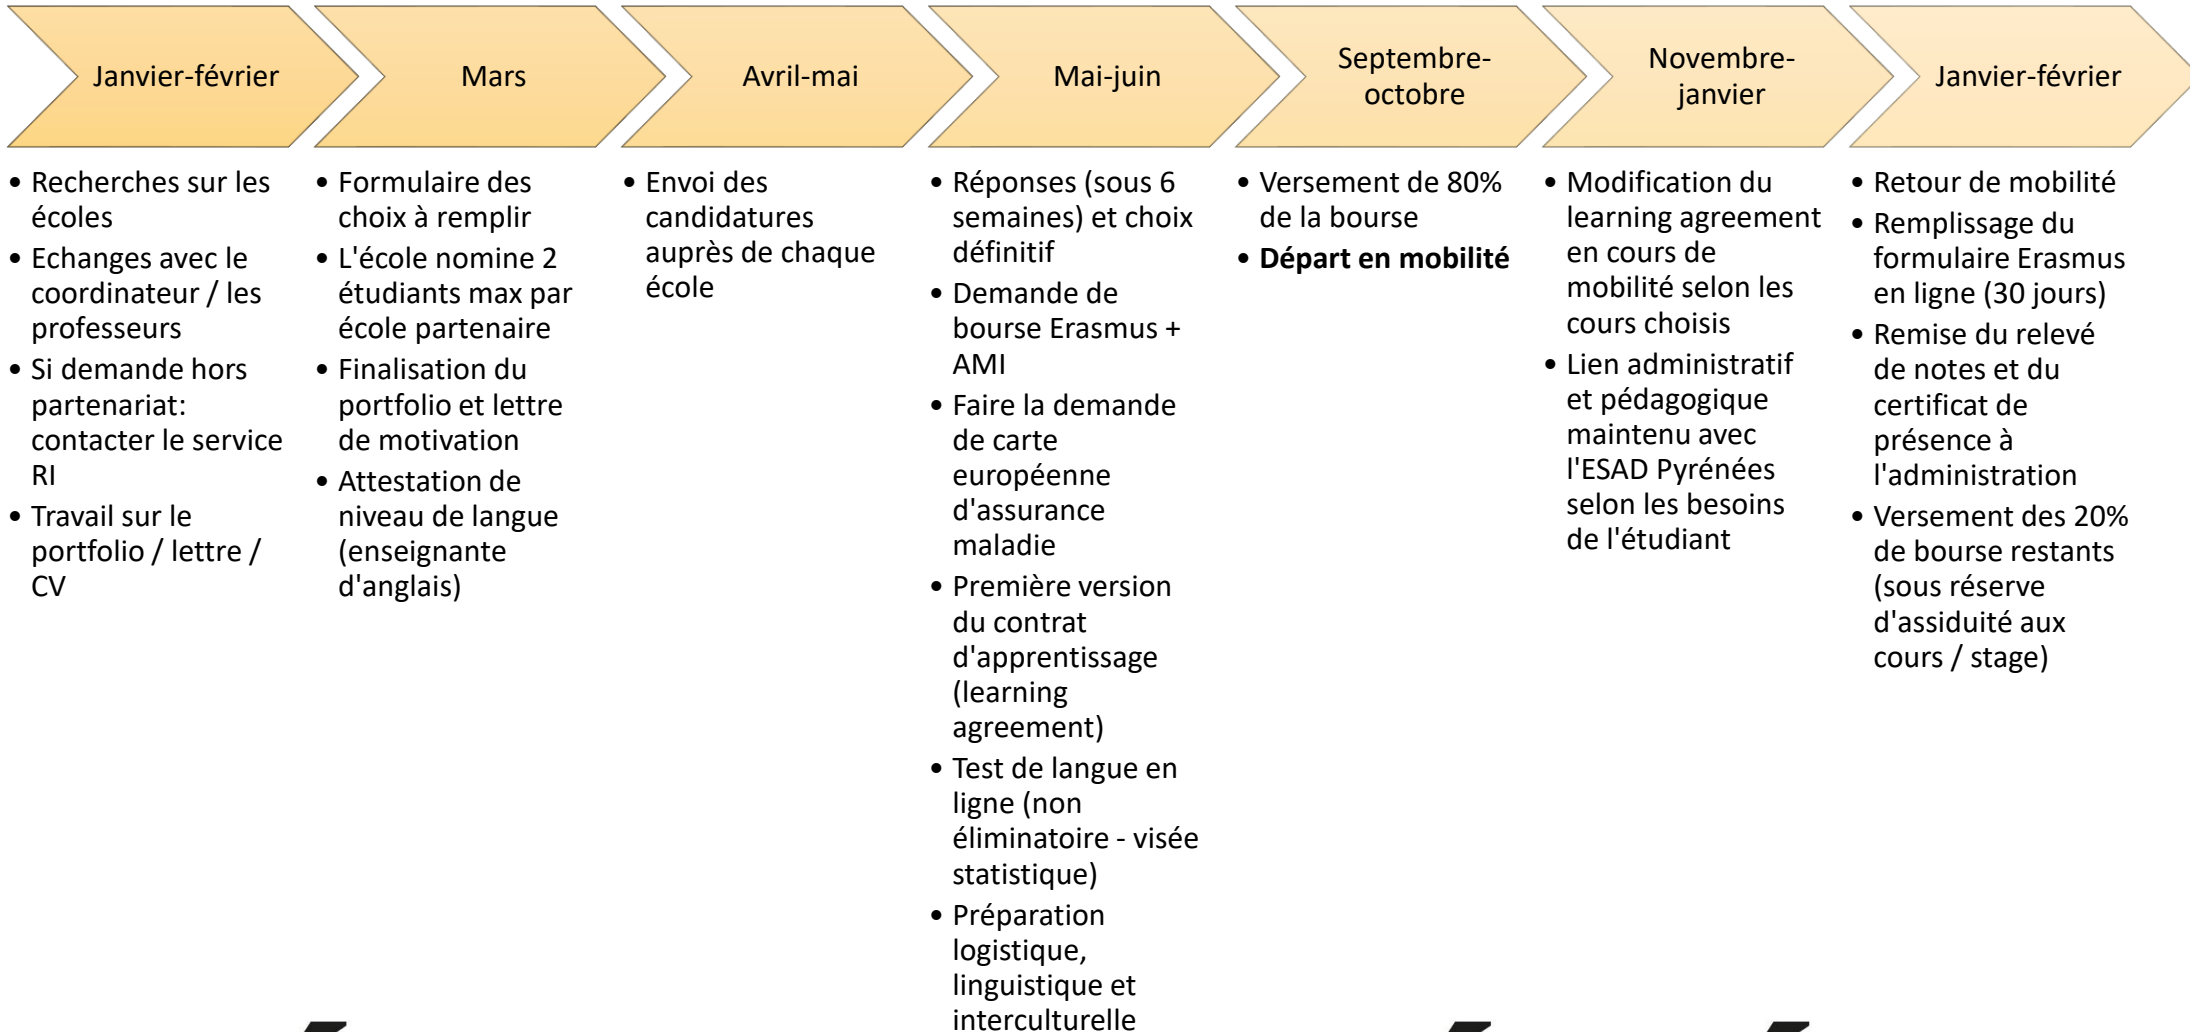 Janvier-février
Mars
Avril-mai
Mai-juin
Septembre-
octobre
Novembre-
janvier
Janvier-février
• Recherches sur les
écoles
• Echanges avec le
coordinateur / les
professeurs
• Si demande hors
partenariat:
contacter le service
RI
• Travail sur le
portfolio / lettre /
CV
• Formulaire des
choix à remplir
• L'école nomine 2
étudiants max par
école partenaire
• Finalisation du
portfolio et lettre
de motivation
• Attestation de
niveau de langue
(enseignante
d'anglais)
• Envoi des
candidatures
auprès de chaque
école
• Réponses (sous 6
semaines) et choix
définitif
• Demande de
bourse Erasmus +
AMI
• Faire la demande
de carte
européenne
d'assurance
maladie
• Première version
du contrat
d'apprentissage
(learning
agreement)
• Test de langue en
ligne (non
éliminatoire - visée
statistique)
• Préparation
logistique,
linguistique et
interculturelle
• Versement de 80%
de la bourse
• Départ en mobilité
• Modification du
learning agreement
en cours de
mobilité selon les
cours choisis
• Lien administratif
et pédagogique
maintenu avec
l'ESAD Pyrénées
selon les besoins
de l'étudiant
• Retour de mobilité
• Remplissage du
formulaire Erasmus
en ligne (30 jours)
• Remise du relevé
de notes et du
certificat de
présence à
l'administration
• Versement des 20%
de bourse restants
(sous réserve
d'assiduité aux
cours / stage)